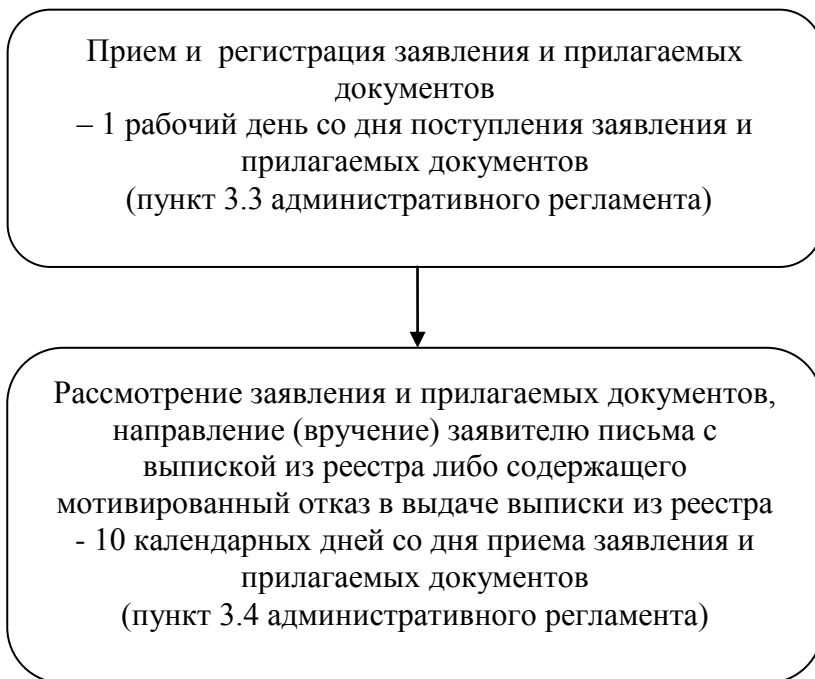 Прием и  регистрация заявления и прилагаемых
документов
– 1 рабочий день со дня поступления заявления и
прилагаемых документов
(пункт 3.3 административного регламента)
Рассмотрение заявления и прилагаемых документов,
направление (вручение) заявителю письма с
выпиской из реестра либо содержащего
мотивированный отказ в выдаче выписки из реестра
- 10 календарных дней со дня приема заявления и
прилагаемых документов
(пункт 3.4 административного регламента)